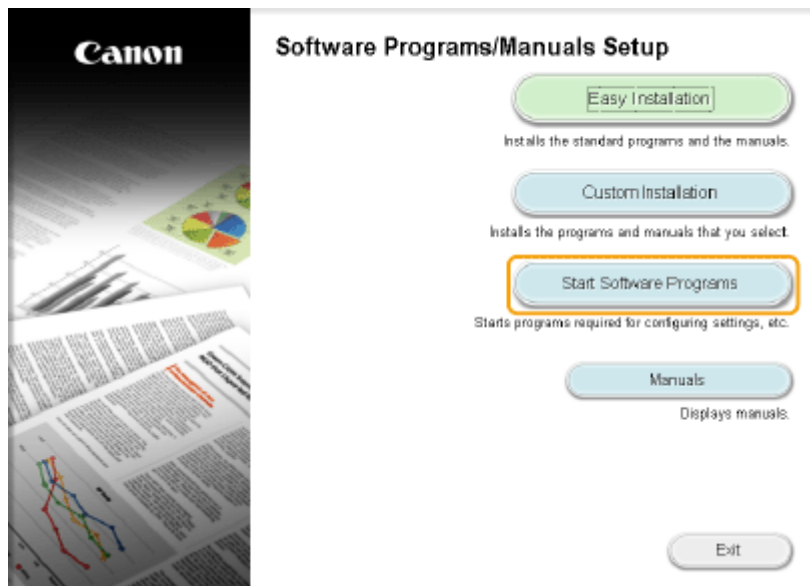 Canon
Software Programs/Manuals Setup
Easy Installation
Installs the standard programs and the manuals.
Custom Installation
Installs the programs and manuals that you select.
Start Software Programs
Starts programs required for configuring settings, etc.
Manuals
Displays manuals.
Exit